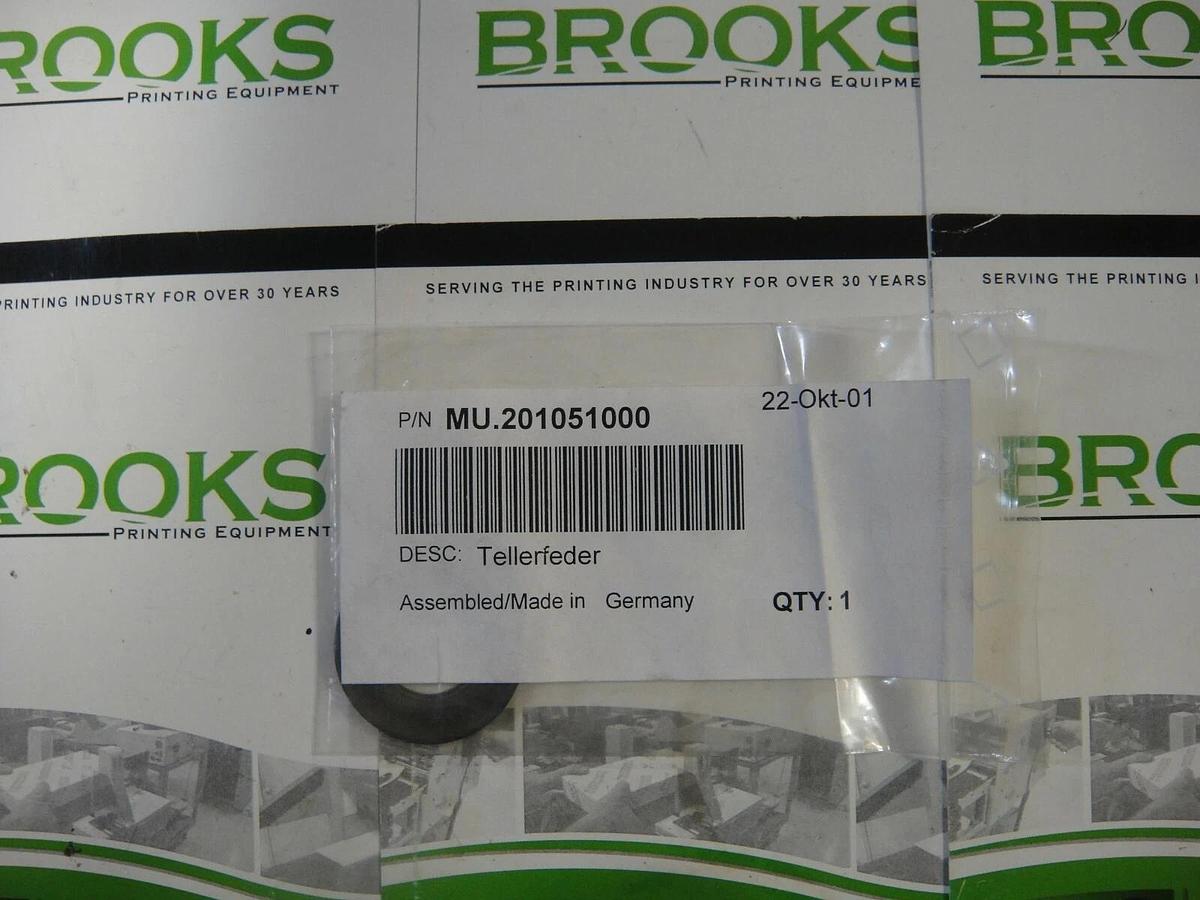 ROOKS
PRINTING EQUIPMENT
BROOKS
PRINTING EQUIPME
BRO
PRINTING INDUSTRY FOR OVER 30 YEARS
SERVING THE PRINTING INDUSTRY FOR OVER 30 YEARS
SERVING THE PRINTING I
P/N MU.201051000
22-Okt-01
DESC: Tellerfeder
Assembled/Made in Germany
QTY: 1
ROOKS
PRINTING EQUIPMENT
BRO